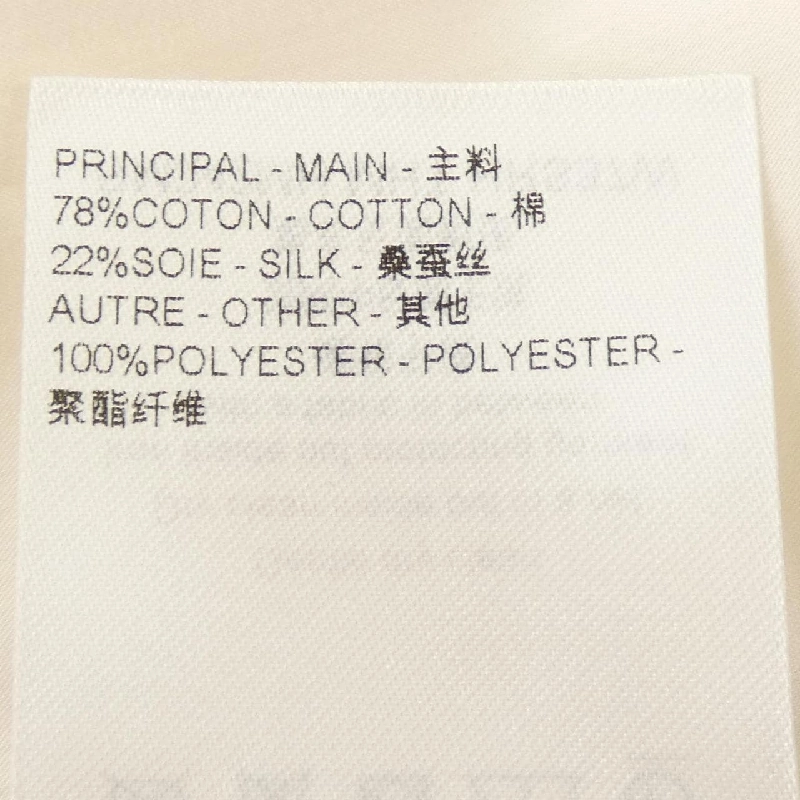 PRINCIPAL - MAIN - 主料
78%COTON - COTTON - 棉
22%SOIE - SILK - 桑蚕丝
AUTRE - OTHER - 其他
100%POLYESTER - POLYESTER -
聚酯纤维